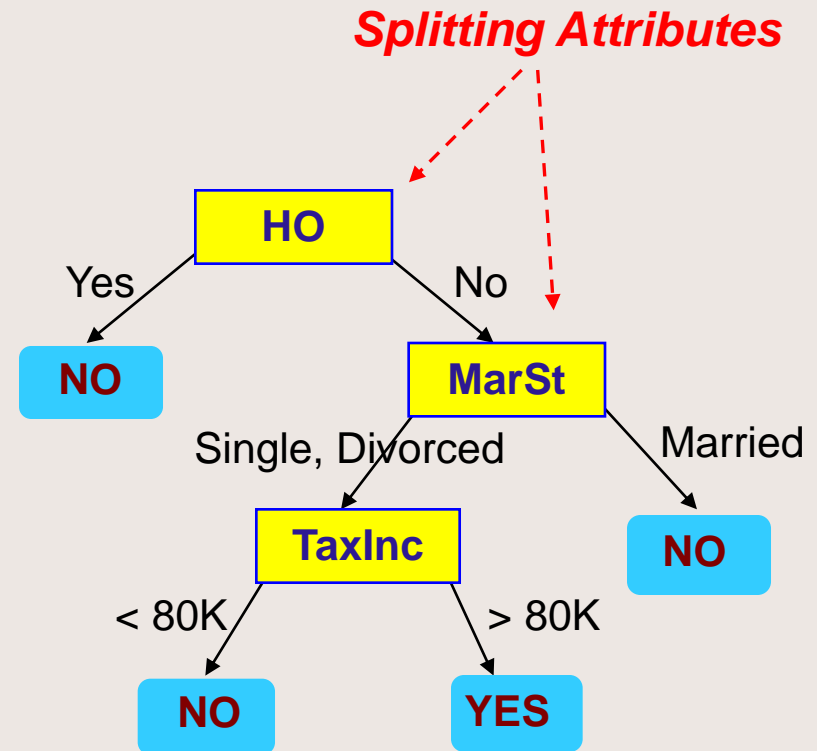 Splitting Attributes
HO
Yes
No
NO
MarSt
Single, Divorced
Married
TaxInc
NO
< 80K
> 80K
NO
YES